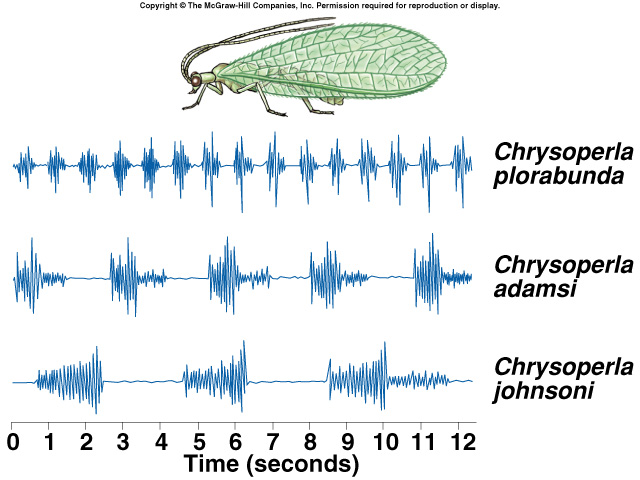 Copyright © The McGraw-Hill Companies, Inc. Permission required for reproduction or display.
Chrysoperla
plorabunda
Chrysoperla
adamsi
Chrysoperla
johnsoni
0 1 2 3 4 5 6 7 8 9 10 11 12
Time (seconds)